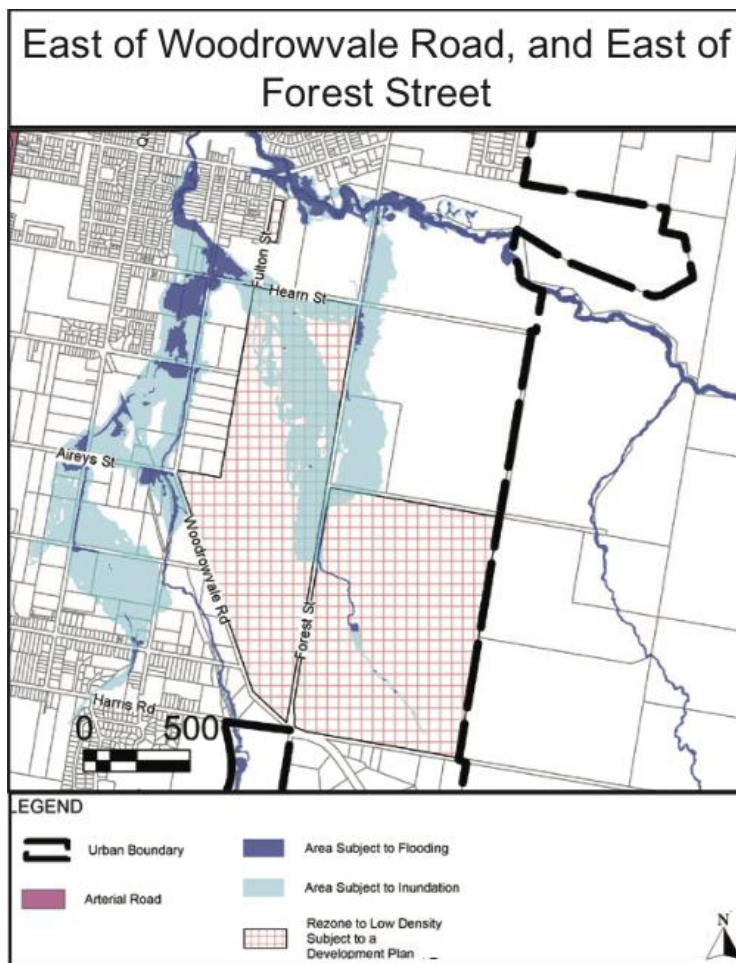 East of Woodrowvale Road, and East of
Forest Street
Fulton St
Hearn St
Aireys St
Woodrowvale Rd
Forest St
Harris Rd
0 500
LEGEND
Urban Boundary
Area Subject to Flooding
Arterial Road
Area Subject to Inundation
Rezone to Low Density
Subject to a
Development Plan
N